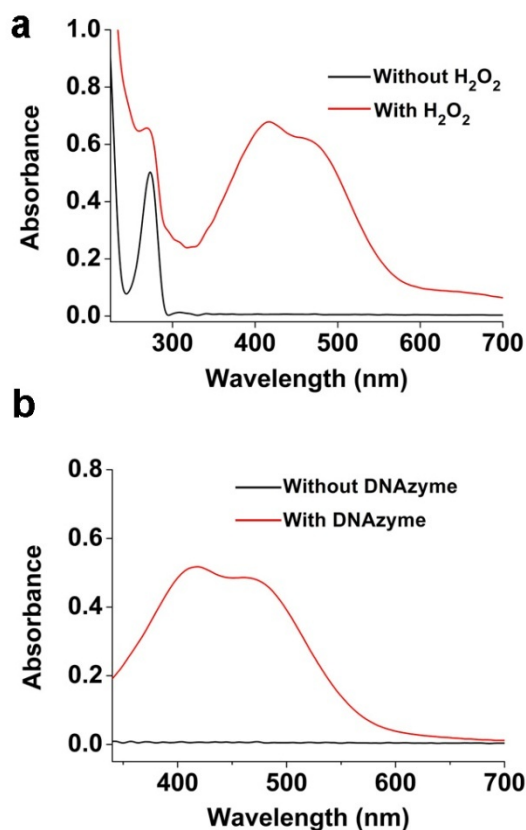 a
1.0
0.8
0.6
0.4
0.2
0.0
Absorbance
Without H₂O₂
With H₂O₂
300 400 500 600 700
Wavelength (nm)
b
0.8
0.6
0.4
0.2
0.0
Absorbance
Without DNAzyme
With DNAzyme
400 500 600 700
Wavelength (nm)